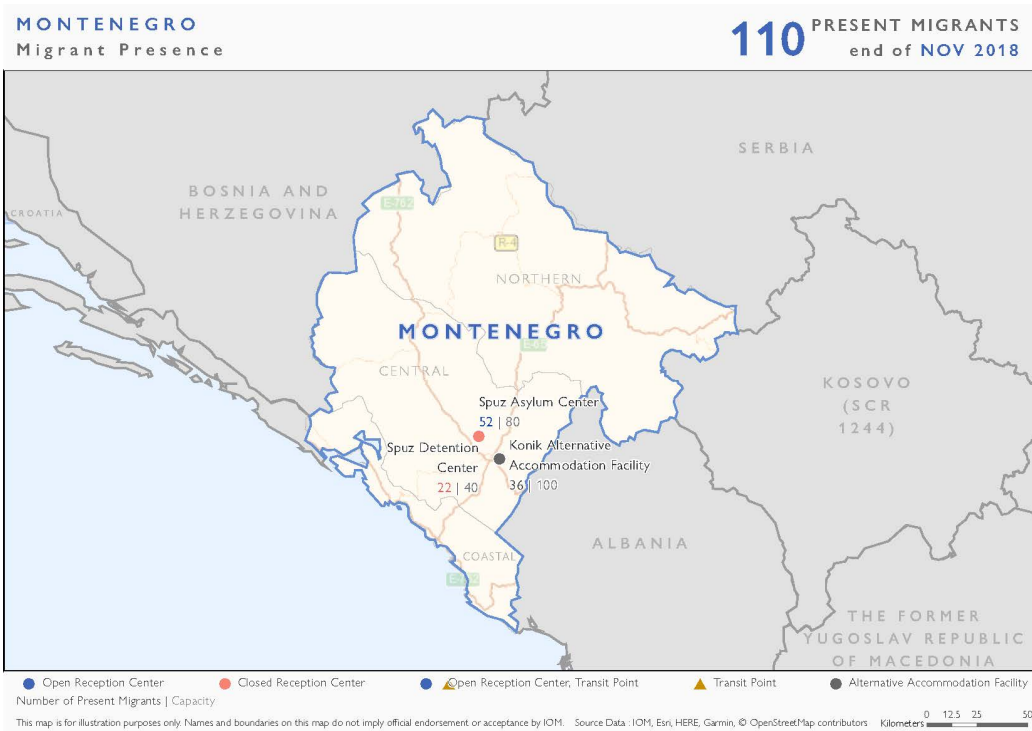 MONTENEGRO
Migrant Presence
110 PRESENT MIGRANTS
end of NOV 2018
SERBIA
BOSNIA AND
HERZEGOVINA
CROATIA
E-762
R-4
NORTHERN
MONTENEGRO
CENTRAL
KOSOVO
(SCR
1244)
Spuz Asylum Center
52 | 80
Spuz Detention
Center
22 | 40
Konik Alternative
Accommodation Facility
36 | 100
ALBANIA
COASTAL
THE FORMER
YUGOSLAV REPUBLIC
OF MACEDONIA
Open Reception Center
Closed Reception Center
Open Reception Center, Transit Point
Transit Point
Alternative Accommodation Facility
Number of Present Migrants | Capacity
This map is for illustration purposes only. Names and boundaries on this map do not imply official endorsement or acceptance by IOM. Source Data : IOM, Esri, HERE, Garmin, © OpenStreetMap contributors
Kilometers 0 12.5 25 50